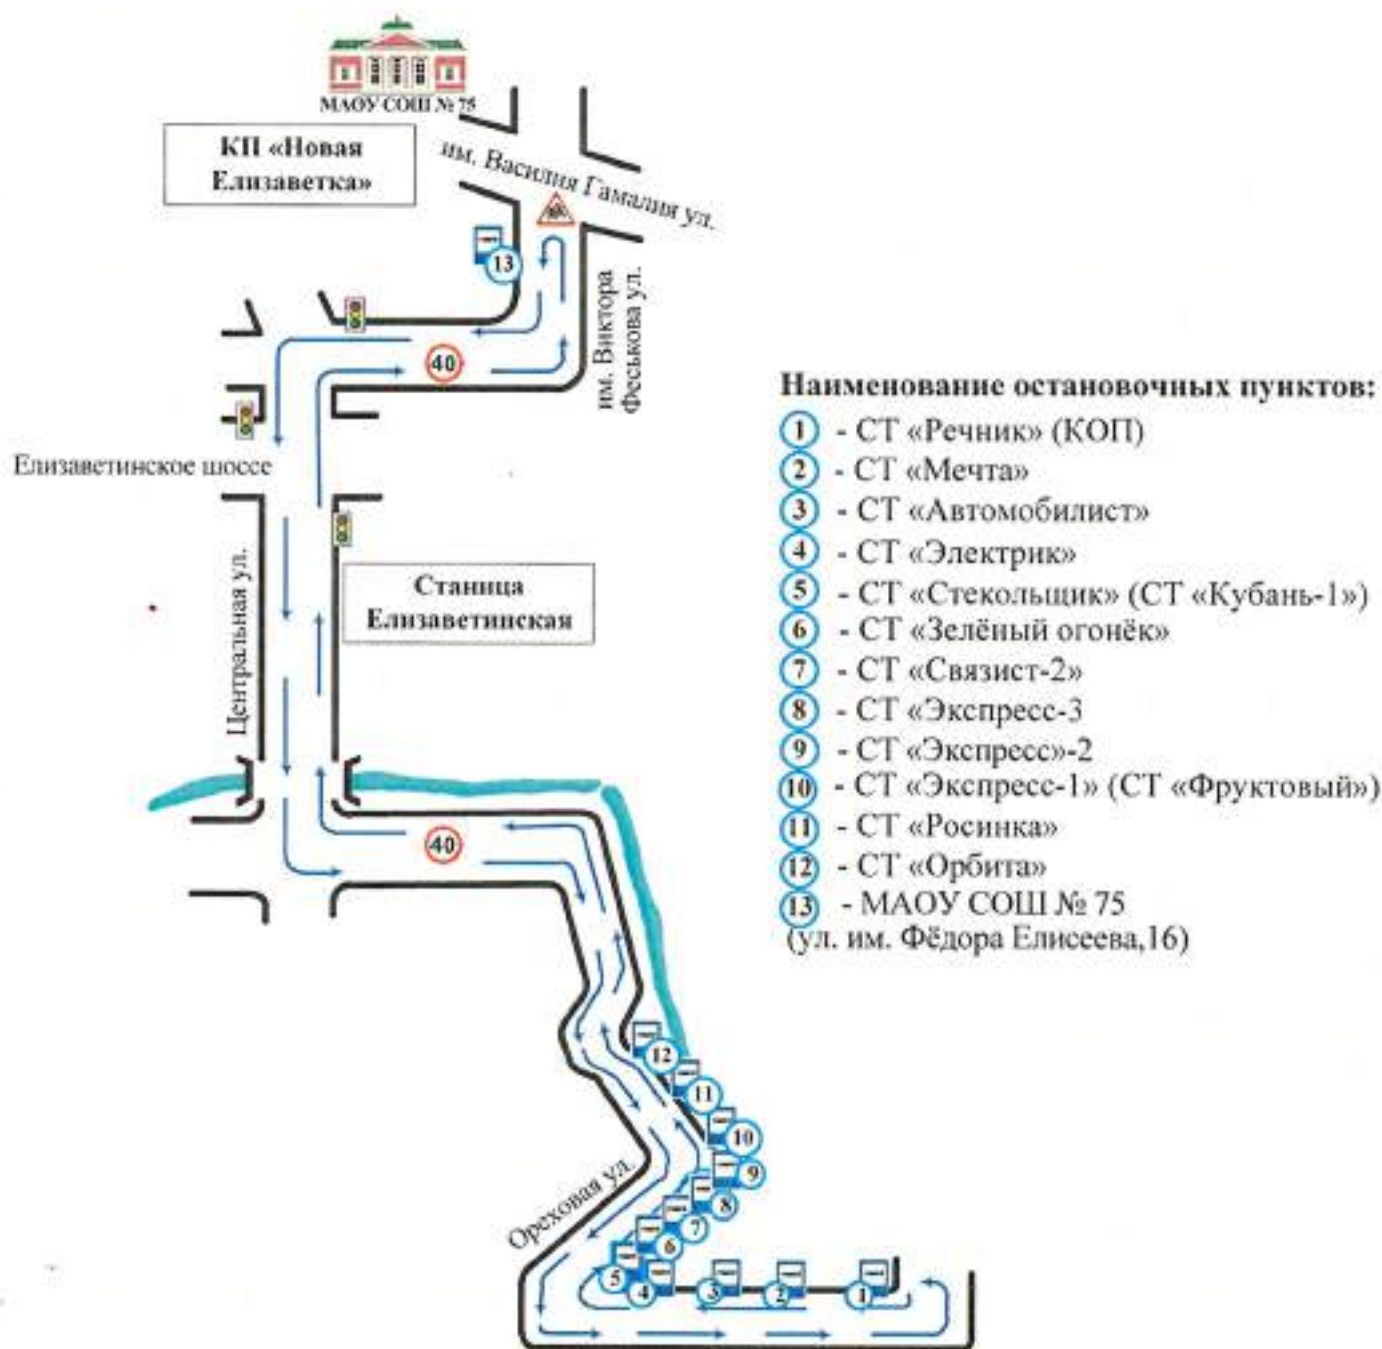 МАОУ СОШ № 75
КП «Новая
Елизаветка»
им. Василия Гамалия ул.
13
им. Виктора
Феськова ул.
40
Елизаветинское шоссе
Центральная ул.
Станица
Елизаветинская
40
12
11
10
9
8
7
6
5
4
3
2
1
Ореховая ул.
Наименование остановочных пунктов:
1 - СТ «Речник» (КОП)
2 - СТ «Мечта»
3 - СТ «Автомобилист»
4 - СТ «Электрик»
5 - СТ «Стекольщик» (СТ «Кубань-1»)
6 - СТ «Зелёный огонёк»
7 - СТ «Связист-2»
8 - СТ «Экспресс-3
9 - СТ «Экспресс»-2
10 - СТ «Экспресс-1» (СТ «Фруктовый»)
11 - СТ «Росинка»
12 - СТ «Орбита»
13 - МАОУ СОШ № 75
(ул. им. Фёдора Елисеева,16)